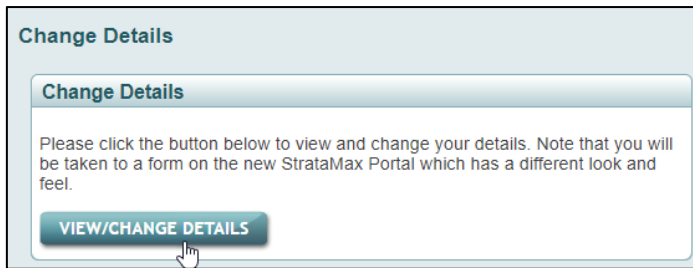 Change Details
Change Details
Please click the button below to view and change your details. Note that you will
be taken to a form on the new StrataMax Portal which has a different look and
feel.
VIEW/CHANGE DETAILS